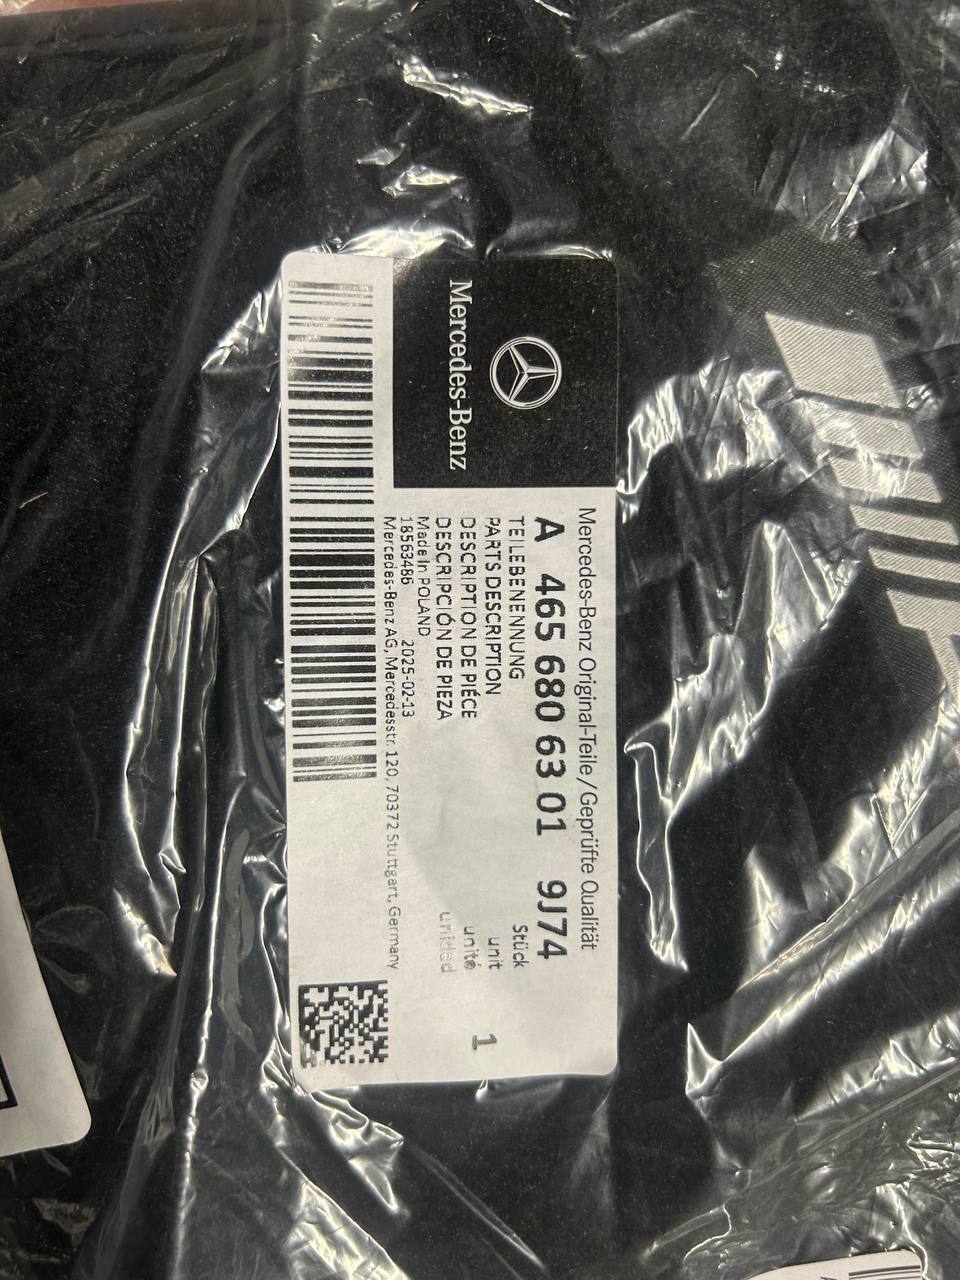 Mercedes-Benz
Mercedes-Benz Original-Teile/Geprüfte Qualität
A 465 680 63 01 9J74
TEILEBENENNUNG Stück
PARTS DESCRIPTION unit 1
DESCRIPTION DE PIÉCE unité
DESCRIPCIÓN DE PIEZA unidad
Made in POLAND
18563486 2025-02-13
Mercedes-Benz AG, Mercedesstr. 120, 70372 Stuttgart, Germany